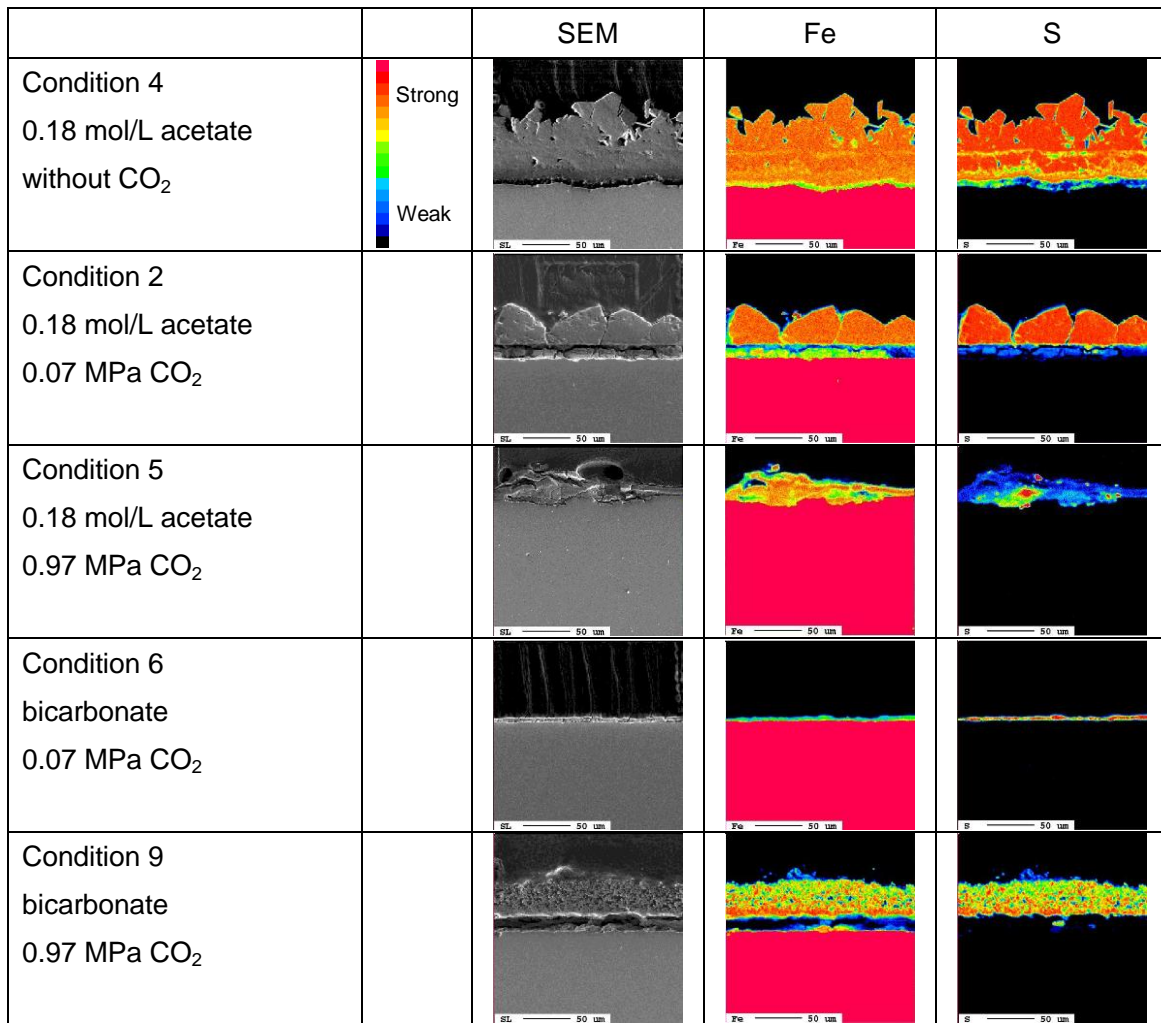 SEM Fe S
Condition 4
0.18 mol/L acetate
without CO₂
Strong
Weak
SL 50 um
Fe 50 um
S 50 um
Condition 2
0.18 mol/L acetate
0.07 MPa CO₂
SL 50 um
Fe 50 um
S 50 um
Condition 5
0.18 mol/L acetate
0.97 MPa CO₂
SL 50 um
Fe 50 um
S 50 um
Condition 6
bicarbonate
0.07 MPa CO₂
SL 50 um
Fe 50 um
S 50 um
Condition 9
bicarbonate
0.97 MPa CO₂
SL 50 um
Fe 50 um
S 50 um